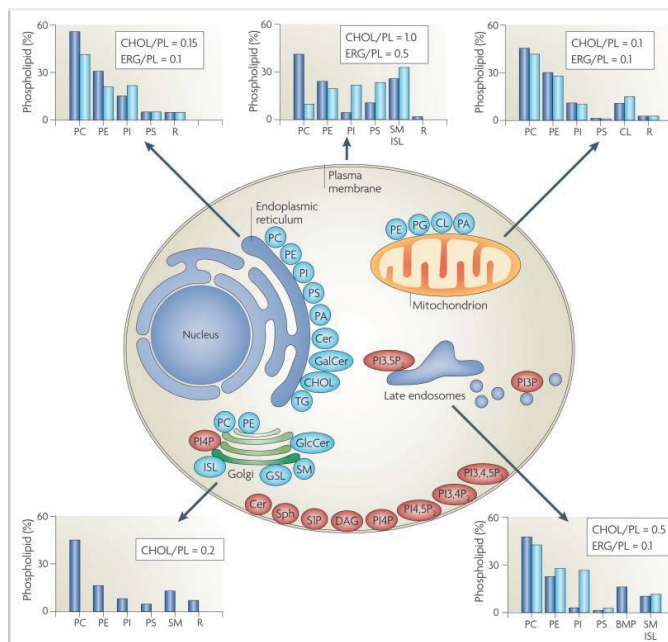 Phospholipid (%)
60
30
0
CHOL/PL = 0.15
ERG/PL = 0.1
PC PE PI PS R
Phospholipid (%)
60
30
0
CHOL/PL = 1.0
ERG/PL = 0.5
PC PE PI PS SM R
ISL
Phospholipid (%)
60
30
0
CHOL/PL = 0.1
ERG/PL = 0.1
PC PE PI PS CL R
Plasma
membrane
Endoplasmic
reticulum
PC
PE
PI
PS
PA
Cer
GalCer
CHOL
TG
Nucleus
PE PG CL PA
Mitochondrion
PI3,5P₂
PI3P
Late endosomes
PC PE
PI4P
GlcCer
ISL Golgi GSL SM
Cer Sph S1P DAG PI4P PI4,5P₂ PI3,4P₂ PI3,4,5P₃
Phospholipid (%)
60
30
0
CHOL/PL = 0.2
PC PE PI PS SM R
Phospholipid (%)
60
30
0
CHOL/PL = 0.5
ERG/PL = 0.1
PC PE PI PS BMP SM
ISL